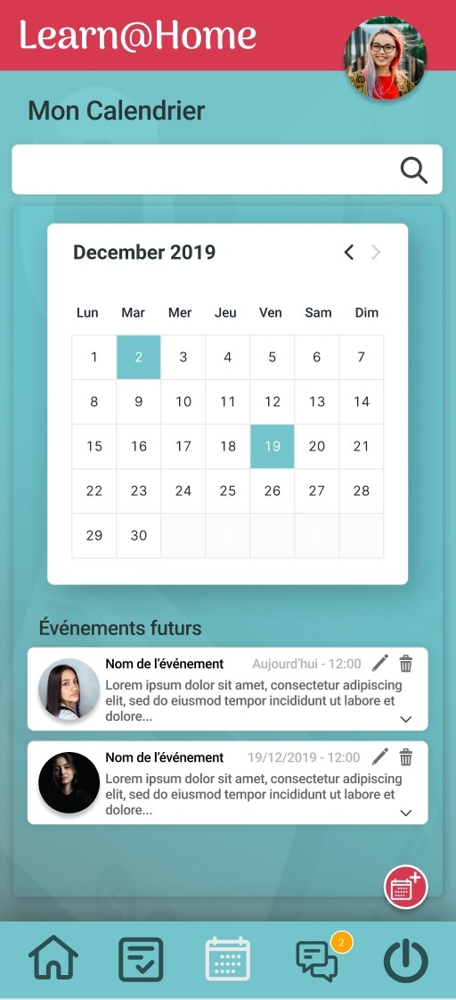 Learn@Home
Mon Calendrier
December 2019
Lun Mar Mer Jeu Ven Sam Dim
1 2 3 4 5 6 7
8 9 10 11 12 13 14
15 16 17 18 19 20 21
22 23 24 25 26 27 28
29 30
Événements futurs
Nom de l'événement Aujourd'hui - 12:00
Lorem ipsum dolor sit amet, consectetur adipiscing
elit, sed do eiusmod tempor incididunt ut labore et
dolore...
Nom de l'événement 19/12/2019 - 12:00
Lorem ipsum dolor sit amet, consectetur adipiscing
elit, sed do eiusmod tempor incididunt ut labore et
dolore...
2